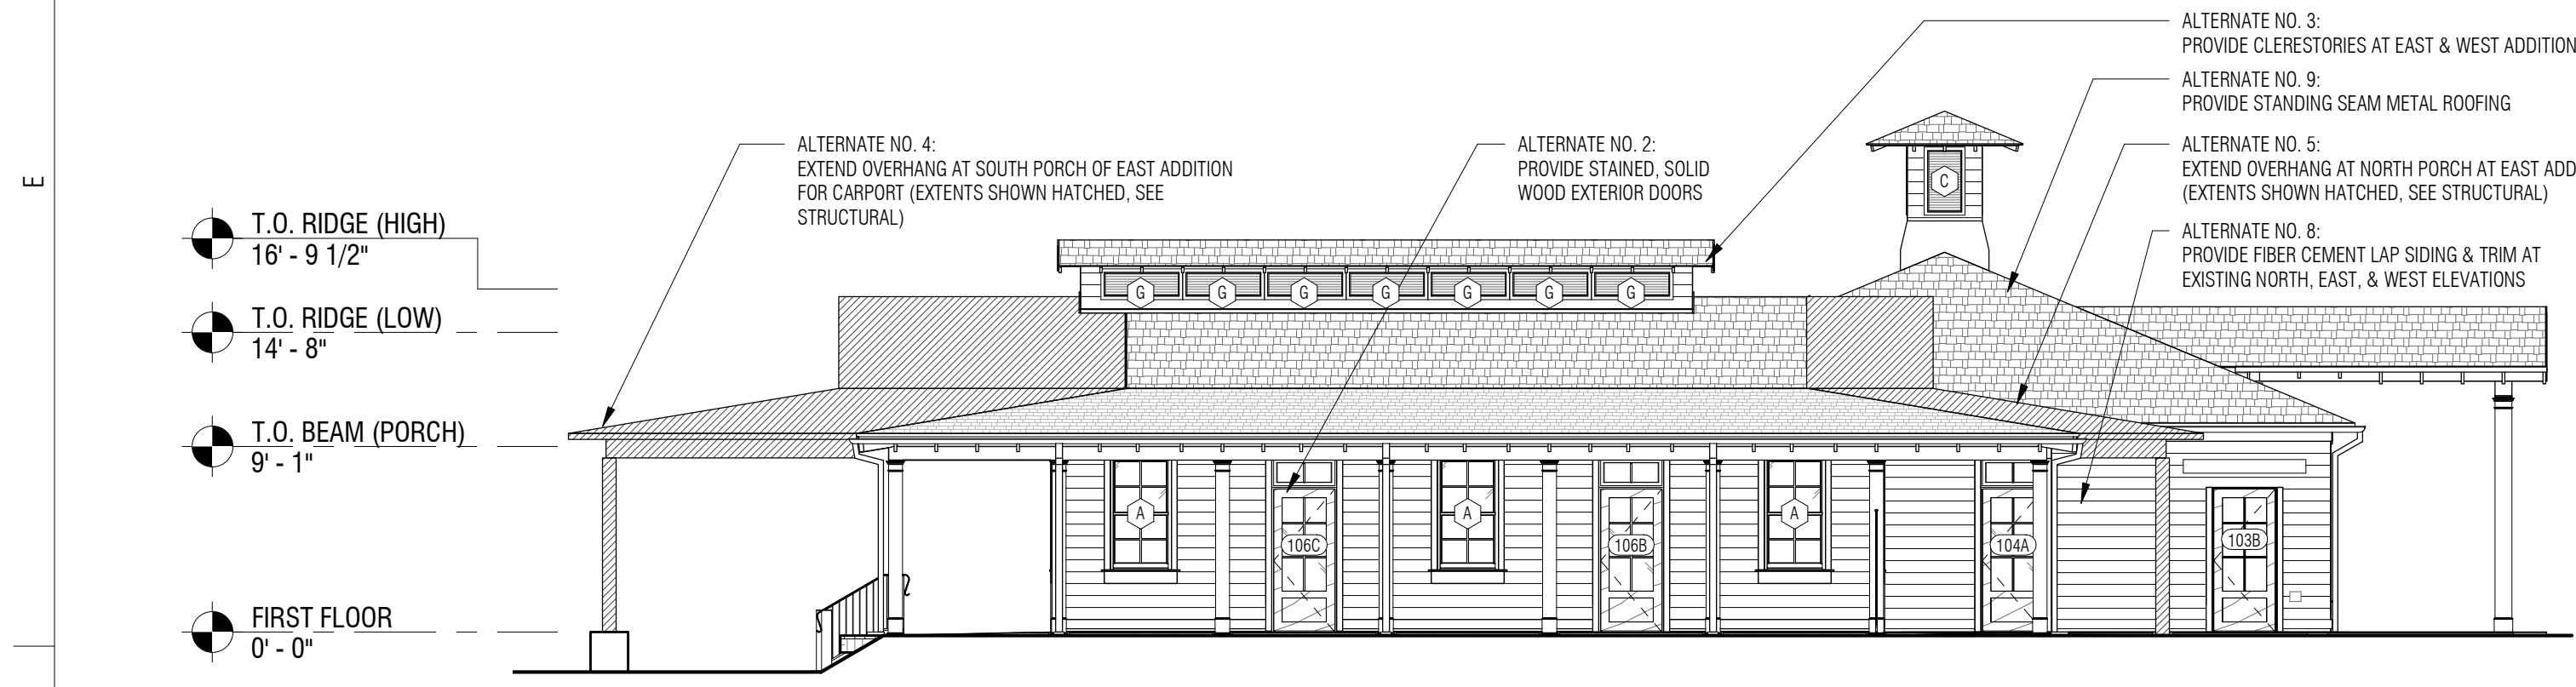 E
T.O. RIDGE (HIGH)
16' - 9 1/2"
T.O. RIDGE (LOW)
14' - 8"
T.O. BEAM (PORCH)
9' - 1"
FIRST FLOOR
0' - 0"
ALTERNATE NO. 4:
EXTEND OVERHANG AT SOUTH PORCH OF EAST ADDITION
FOR CARPORT (EXTENTS SHOWN HATCHED, SEE
STRUCTURAL)
ALTERNATE NO. 2:
PROVIDE STAINED, SOLID
WOOD EXTERIOR DOORS
ALTERNATE NO. 3:
PROVIDE CLERESTORIES AT EAST & WEST ADDITION
ALTERNATE NO. 9:
PROVIDE STANDING SEAM METAL ROOFING
ALTERNATE NO. 5:
EXTEND OVERHANG AT NORTH PORCH AT EAST ADD
(EXTENTS SHOWN HATCHED, SEE STRUCTURAL)
ALTERNATE NO. 8:
PROVIDE FIBER CEMENT LAP SIDING & TRIM AT
EXISTING NORTH, EAST, & WEST ELEVATIONS
C
G G G G G G G
A A A
106C 106B 104A 103B